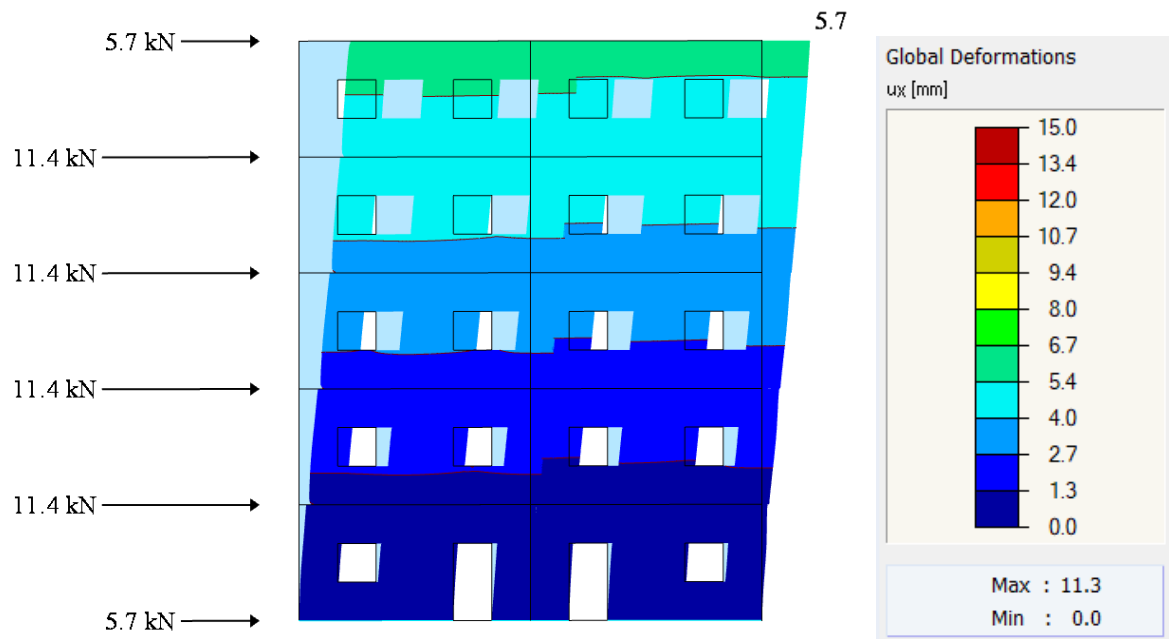 5.7
5.7 kN
11.4 kN
11.4 kN
11.4 kN
11.4 kN
5.7 kN
Global Deformations
ux [mm]
15.0
13.4
12.0
10.7
9.4
8.0
6.7
5.4
4.0
2.7
1.3
0.0
Max : 11.3
Min : 0.0